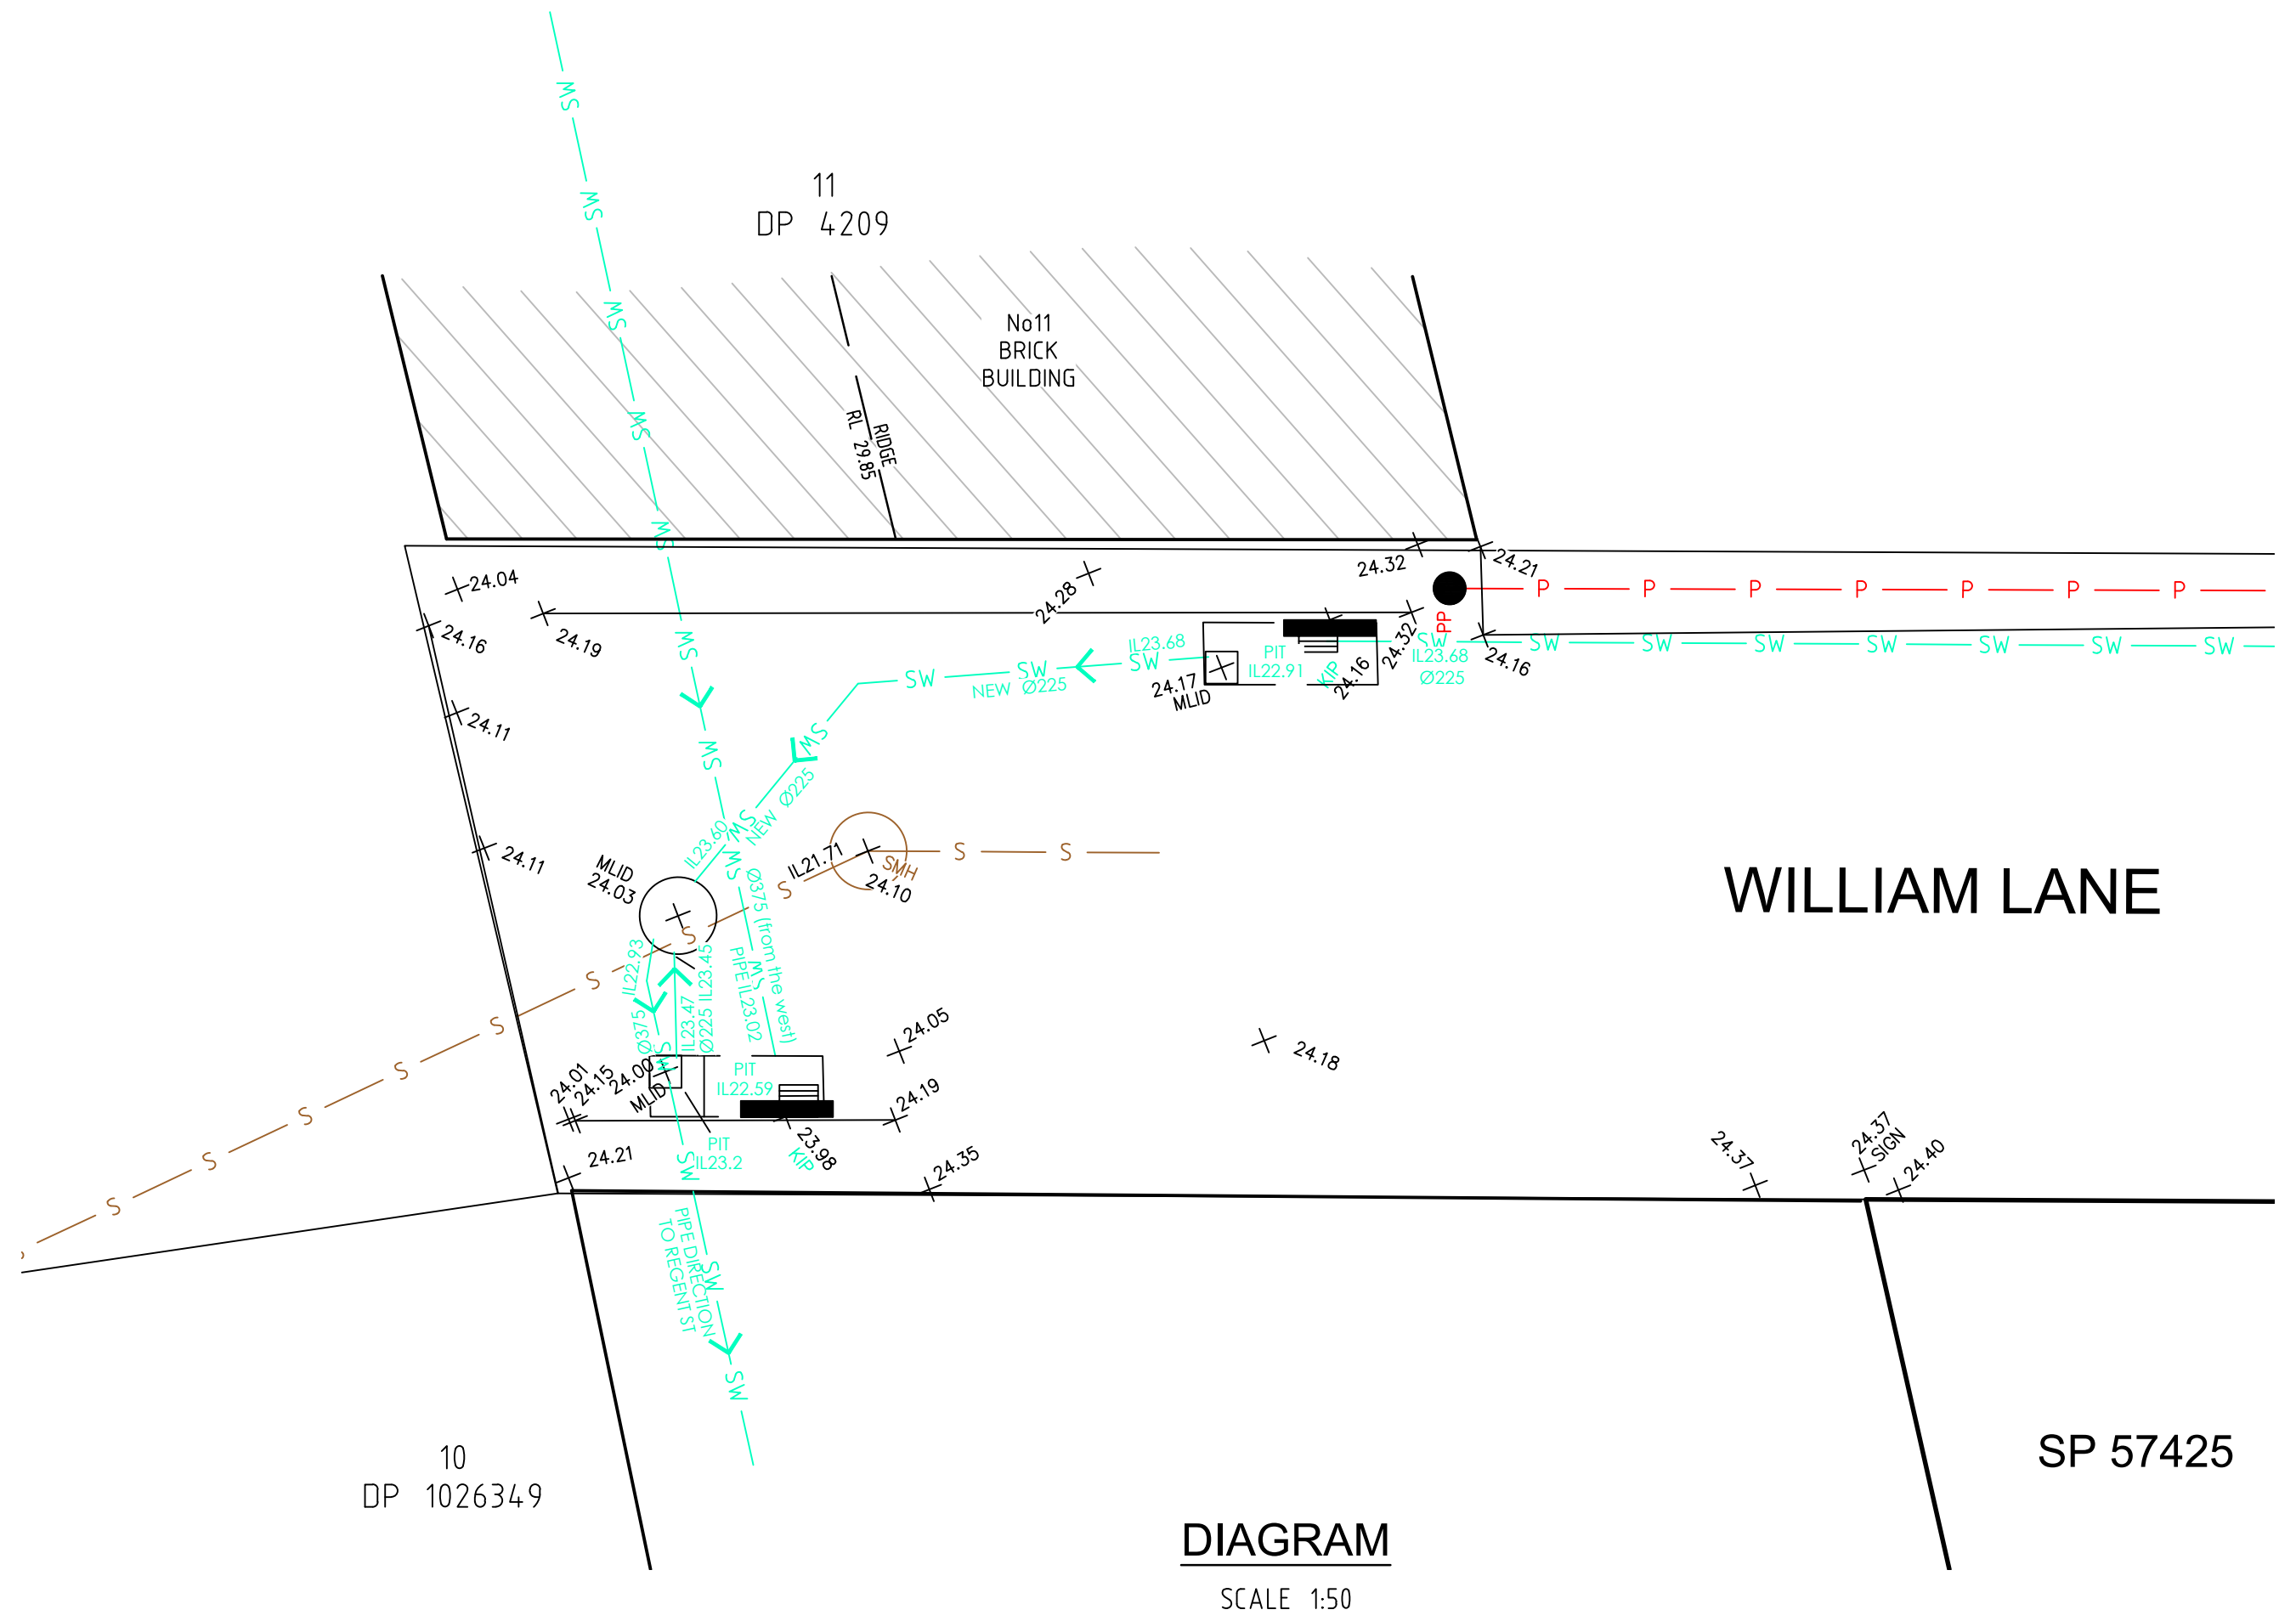 SW
SW
SW
SW
SW
11
DP 4209
No11
BRICK
BUILDING
RIDGE
RL 29.85
24.04
24.16
24.19
24.28
24.32
24.21
P P P P P P P
PP
24.32
24.16
SW SW SW SW SW SW SW SW
IL23.68
Ø225
IL23.68
PIT
IL22.91
KIP
24.16
24.17
MLID
SW SW SW
NEW Ø225
SW
SW
24.11
SW
NEW Ø225
SW
IL23.60
SW
24.11
MLID
24.03
IL21.71
SMH
24.10
S S
S
S
S
S
S
S
S
S
S
WILLIAM LANE
Ø375 (from the west)
PIPE IL23.02
SW
IL22.93
Ø375
IL23.47
Ø225 IL23.45
SW
24.05
24.18
24.01
24.15
24.00
MLID
PIT
IL22.59
24.19
23.98
KIP
PIT
IL23.2
SW
24.21
24.35
24.37
24.37
SIGN
24.40
PIPE DIRECTION
TO REGENT ST
SW
SW
10
DP 1026349
SP 57425
DIAGRAM
SCALE 1:50